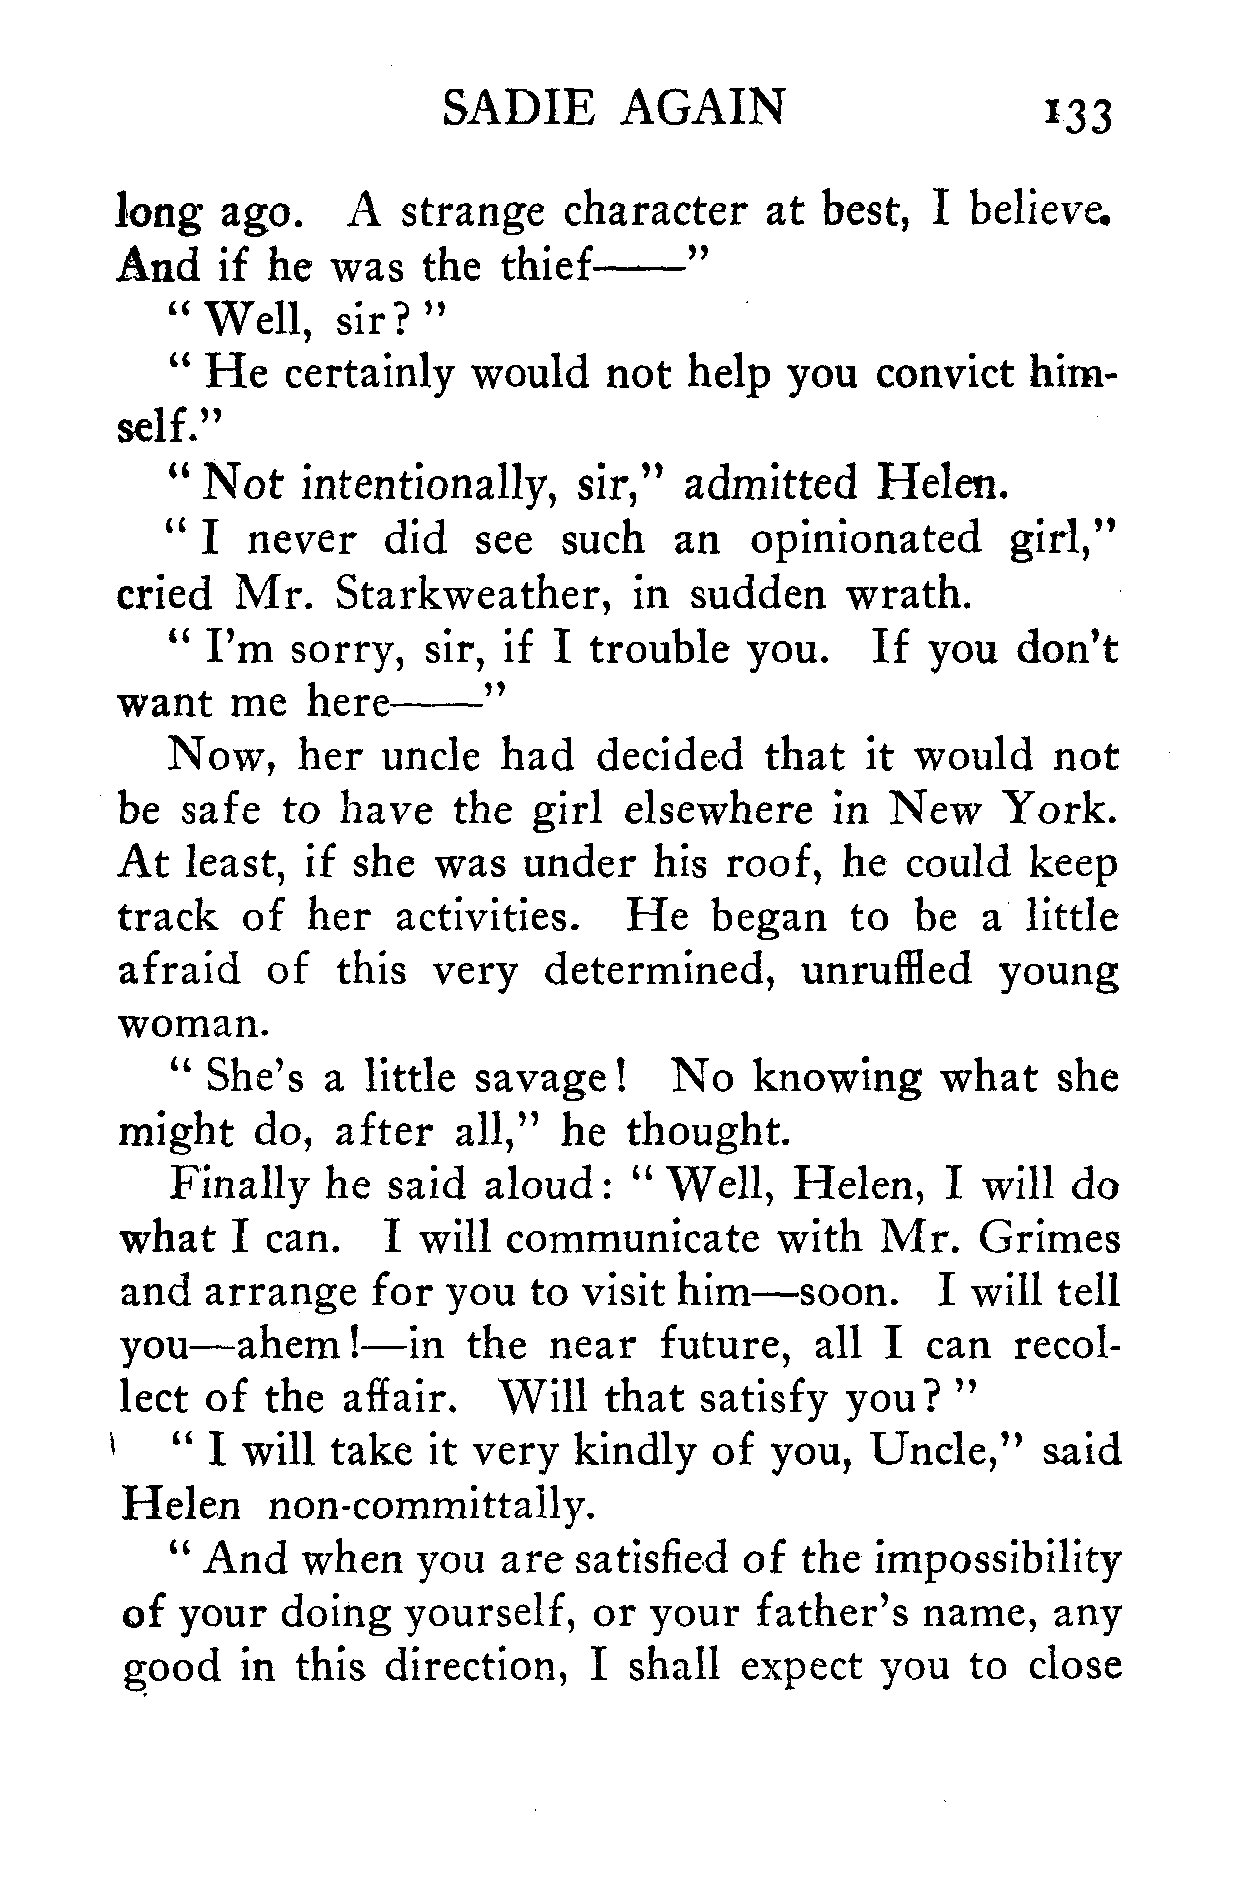 SADIE AGAIN 133
long ago. A strange character at best, I believe.
And if he was the thief——"
" Well, sir? "
" He certainly would not help you convict him-
self."
" Not intentionally, sir," admitted Helen.
" I never did see such an opinionated girl,"
cried Mr. Starkweather, in sudden wrath.
" I'm sorry, sir, if I trouble you. If you don't
want me here——"
Now, her uncle had decided that it would not
be safe to have the girl elsewhere in New York.
At least, if she was under his roof, he could keep
track of her activities. He began to be a little
afraid of this very determined, unruffled young
woman.
" She's a little savage! No knowing what she
might do, after all," he thought.
Finally he said aloud: " Well, Helen, I will do
what I can. I will communicate with Mr. Grimes
and arrange for you to visit him—soon. I will tell
you—ahem!—in the near future, all I can recol-
lect of the affair. Will that satisfy you? "
" I will take it very kindly of you, Uncle," said
Helen non-committally.
" And when you are satisfied of the impossibility
of your doing yourself, or your father's name, any
good in this direction, I shall expect you to close